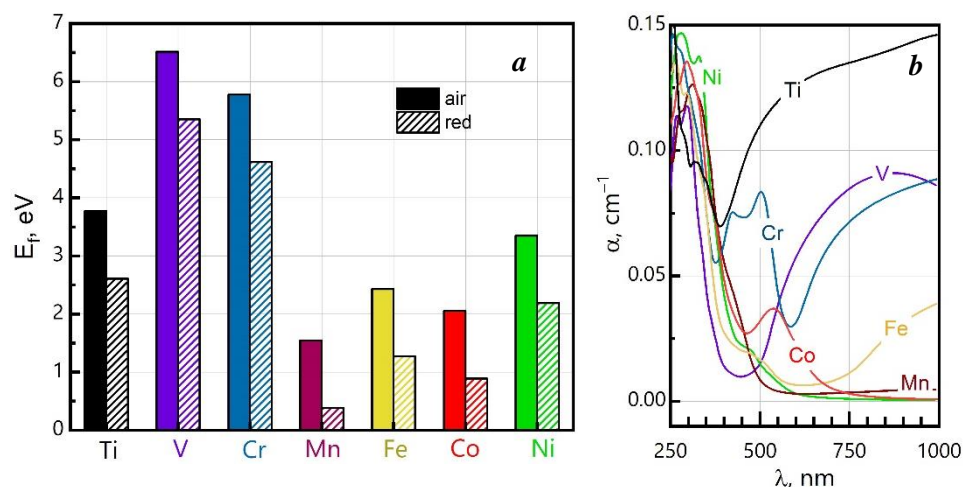 a
air
red
E_f, eV
7
6
5
4
3
2
1
0
Ti V Cr Mn Fe Co Ni
b
Ni
Ti
V
Cr
Fe
Co
Mn
α, cm⁻¹
0.15
0.10
0.05
0.00
250 500 750 1000
λ, nm